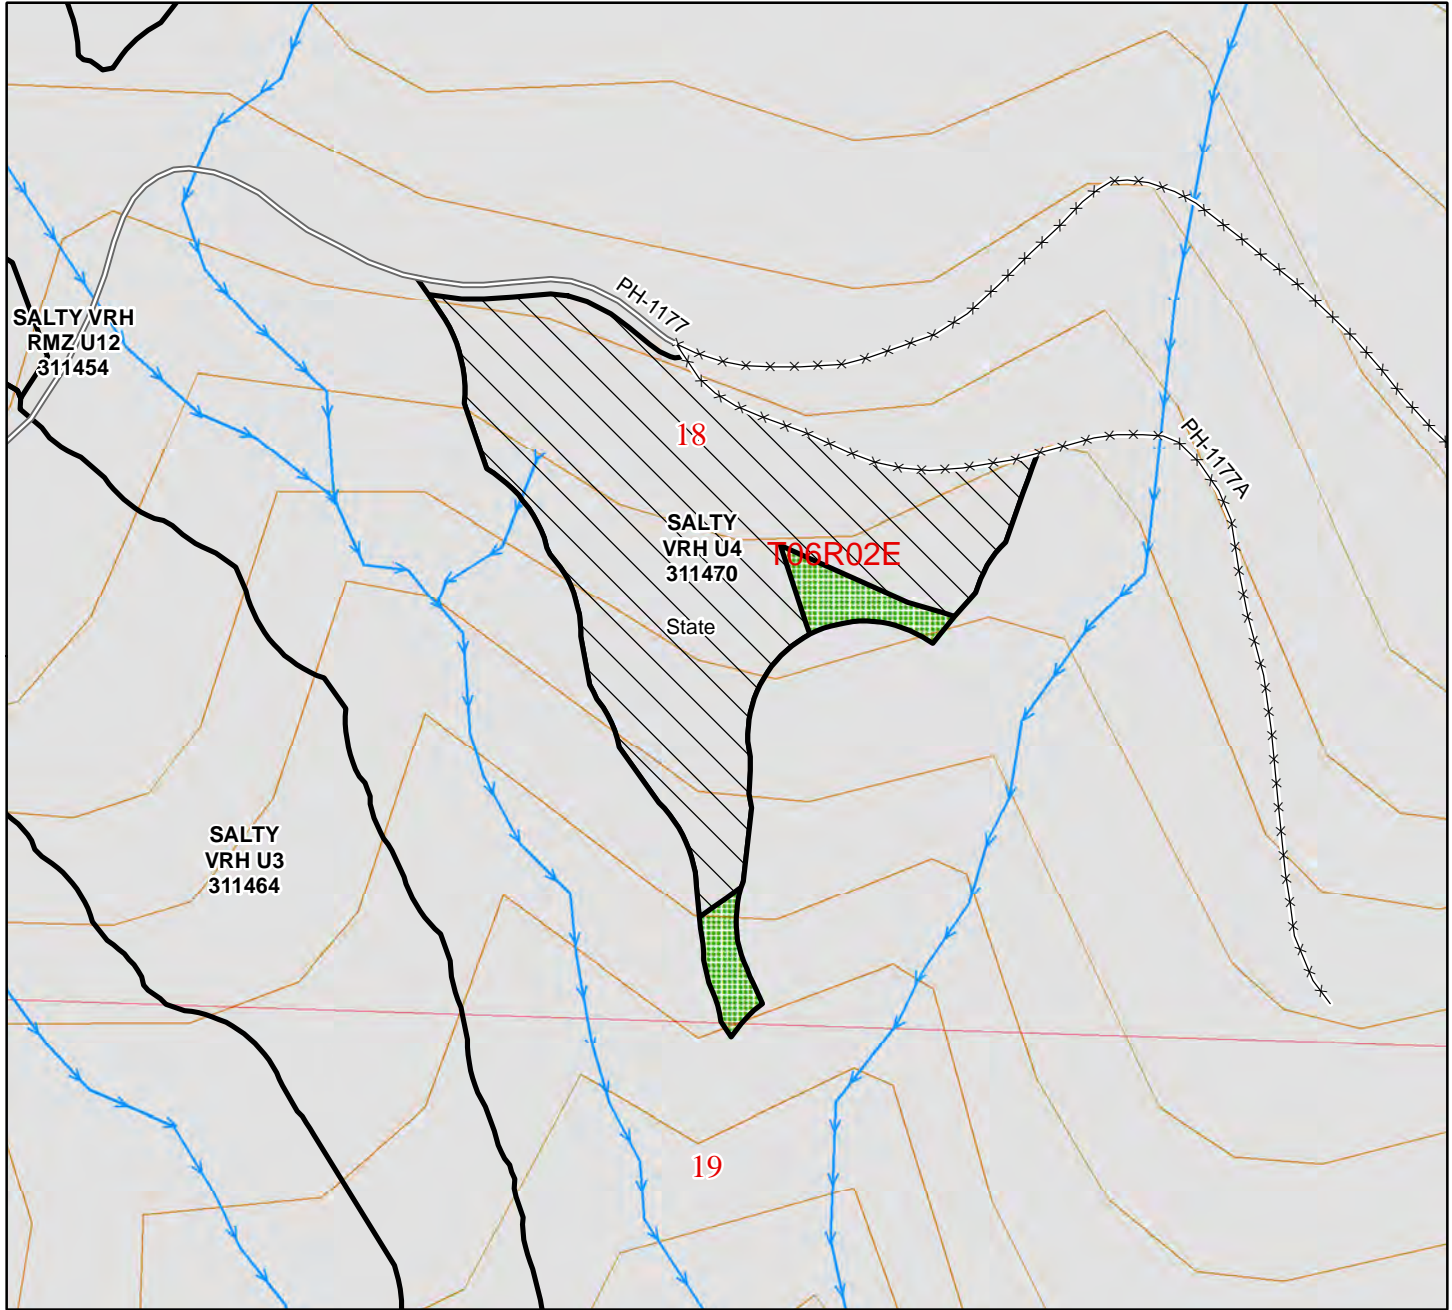 PH-1177
SALTY VRH
RMZ U12
311454
18
PH-1177A
SALTY
VRH U4
311470
T06R02E
State
SALTY
VRH U3
311464
19